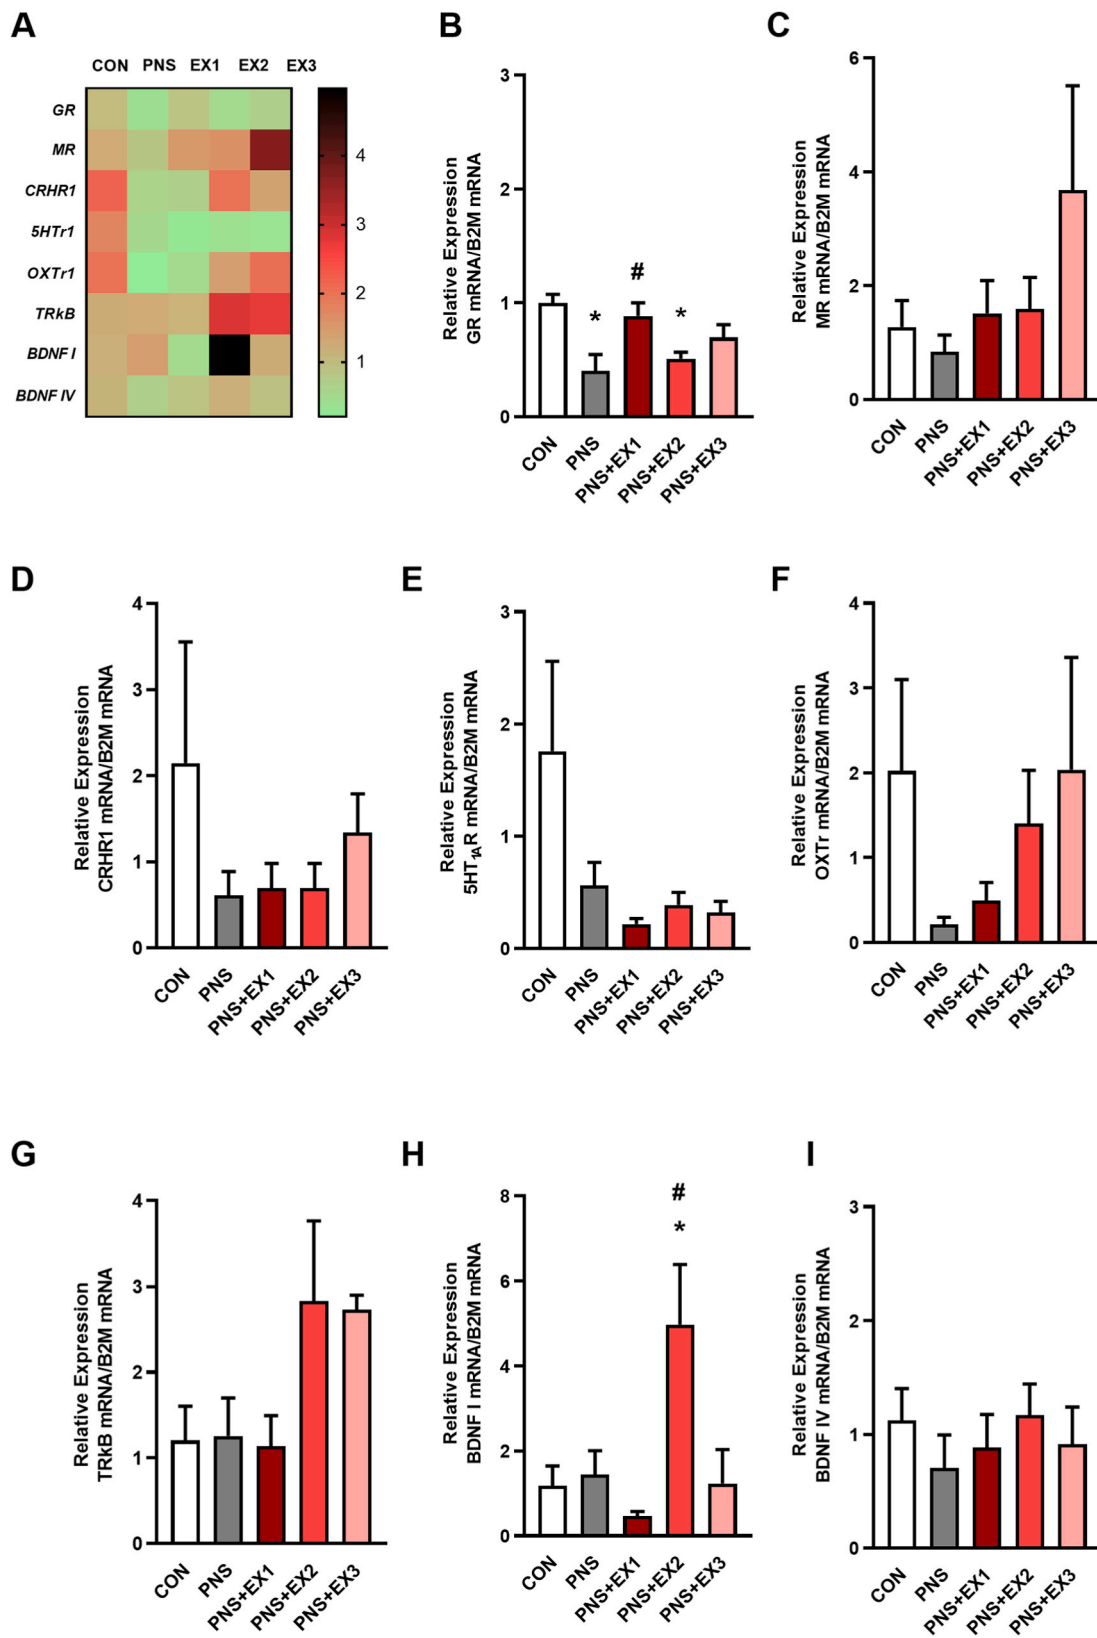 A
CON PNS EX1 EX2 EX3
GR
MR
CRHR1
5HTr1
OXTr1
TRkB
BDNF I
BDNF IV
4
3
2
1
B
Relative Expression
GR mRNA/B2M mRNA
3
2
1
0
*
#
*
CON
PNS
PNS+EX1
PNS+EX2
PNS+EX3
C
Relative Expression
MR mRNA/B2M mRNA
6
4
2
0
CON
PNS
PNS+EX1
PNS+EX2
PNS+EX3
D
Relative Expression
CRHR1 mRNA/B2M mRNA
4
3
2
1
0
CON
PNS
PNS+EX1
PNS+EX2
PNS+EX3
E
Relative Expression
5HT1AR mRNA/B2M mRNA
3
2
1
0
CON
PNS
PNS+EX1
PNS+EX2
PNS+EX3
F
Relative Expression
OXTr mRNA/B2M mRNA
4
3
2
1
0
CON
PNS
PNS+EX1
PNS+EX2
PNS+EX3
G
Relative Expression
TRkB mRNA/B2M mRNA
4
3
2
1
0
CON
PNS
PNS+EX1
PNS+EX2
PNS+EX3
H
Relative Expression
BDNF I mRNA/B2M mRNA
8
6
4
2
0
#
*
CON
PNS
PNS+EX1
PNS+EX2
PNS+EX3
I
Relative Expression
BDNF IV mRNA/B2M mRNA
3
2
1
0
CON
PNS
PNS+EX1
PNS+EX2
PNS+EX3